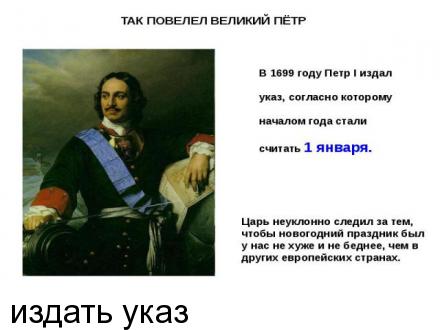 ТАК ПОВЕЛЕЛ ВЕЛИКИЙ ПЁТР
В 1699 году Петр I издал
указ, согласно которому
началом года стали
считать 1 января.
Царь неуклонно следил за тем,
чтобы новогодний праздник был
у нас не хуже и не беднее, чем в
других европейских странах.
издать указ